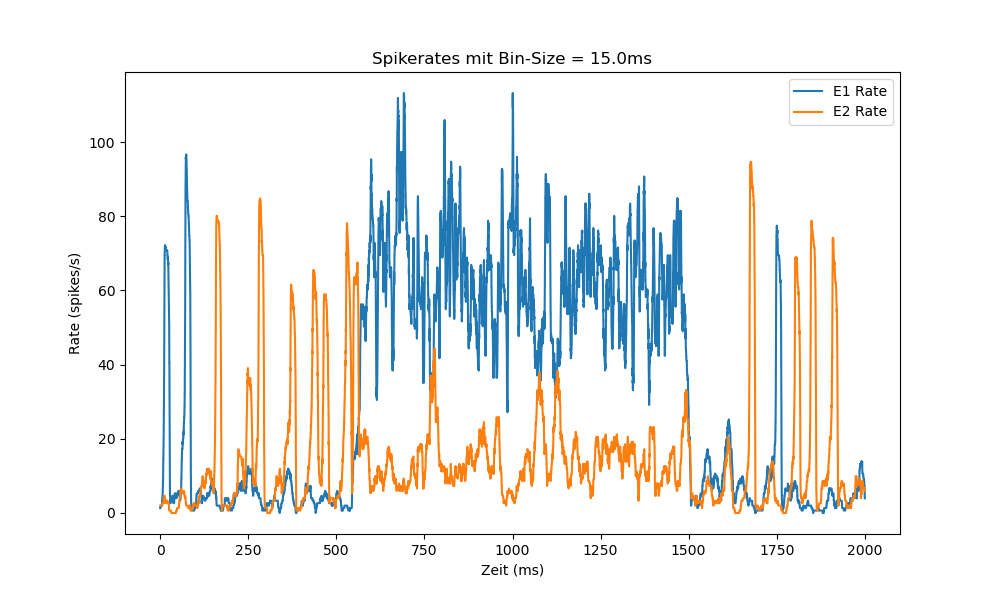 Spikerates mit Bin-Size = 15.0ms
E1 Rate
E2 Rate
Rate (spikes/s)
100
80
60
40
20
0
0 250 500 750 1000 1250 1500 1750 2000
Zeit (ms)